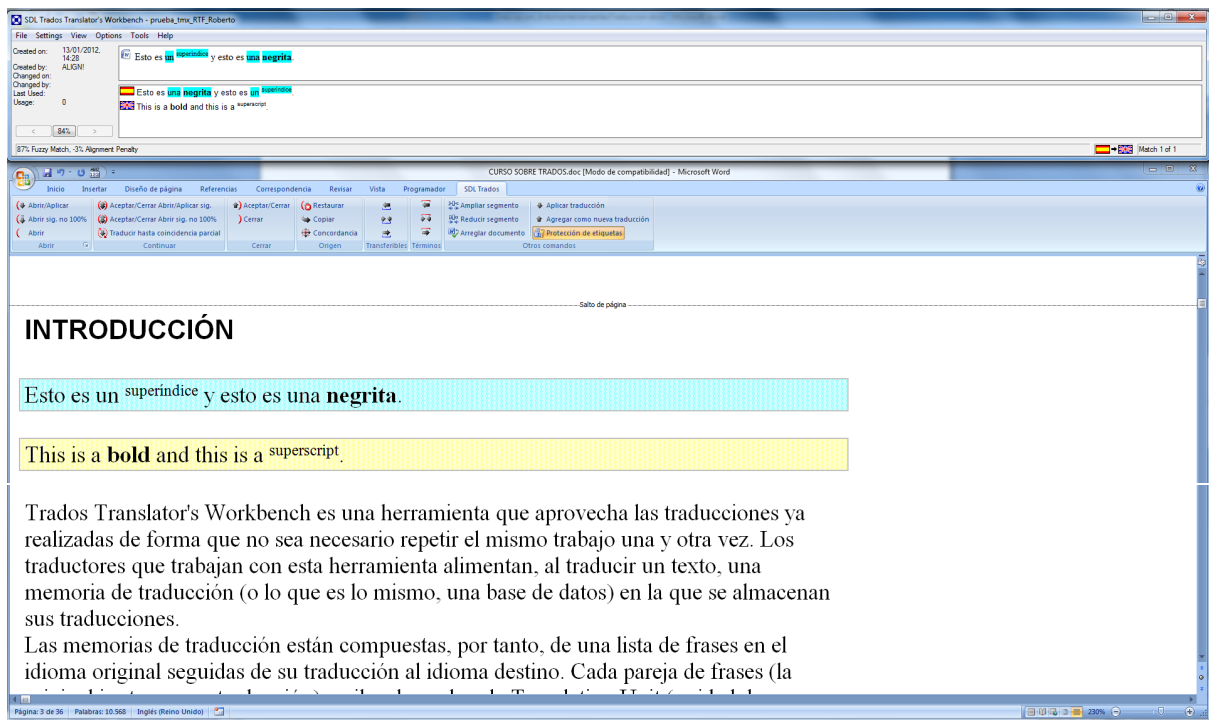 SDL Trados Translator's Workbench - prueba_tmx_RTF_Roberto
File Settings View Options Tools Help
Created on: 13/01/2012, 14:28
Created by: ALIGN!
Changed on:
Changed by:
Last Used:
Usage: 0
Esto es un superíndice y esto es una negrita.
Esto es una negrita y esto es un superíndice
This is a bold and this is a superscript.
< 84% >
87% Fuzzy Match, -3% Alignment Penalty
Match 1 of 1
CURSO SOBRE TRADOS.doc [Modo de compatibilidad] - Microsoft Word
Inicio Insertar Diseño de página Referencias Correspondencia Revisar Vista Programador SDL Trados
Abrir/Aplicar Aceptar/Cerrar Abrir/Aplicar sig. Aceptar/Cerrar Restaurar Ampliar segmento Aplicar traducción
Abrir sig. no 100% Aceptar/Cerrar Abrir sig. no 100% Cerrar Copiar Reducir segmento Agregar como nueva traducción
Abrir Traducir hasta coincidencia parcial Concordancia Arreglar documento Protección de etiquetas
Abrir Continuar Cerrar Origen Transferibles Términos Otros comandos
Salto de página
INTRODUCCIÓN
Esto es un superíndice y esto es una negrita.
This is a bold and this is a superscript.
Trados Translator's Workbench es una herramienta que aprovecha las traducciones ya
realizadas de forma que no sea necesario repetir el mismo trabajo una y otra vez. Los
traductores que trabajan con esta herramienta alimentan, al traducir un texto, una
memoria de traducción (o lo que es lo mismo, una base de datos) en la que se almacenan
sus traducciones.
Las memorias de traducción están compuestas, por tanto, de una lista de frases en el
idioma original seguidas de su traducción al idioma destino. Cada pareja de frases (la
Página: 3 de 36 Palabras: 10.568 Inglés (Reino Unido) 230%